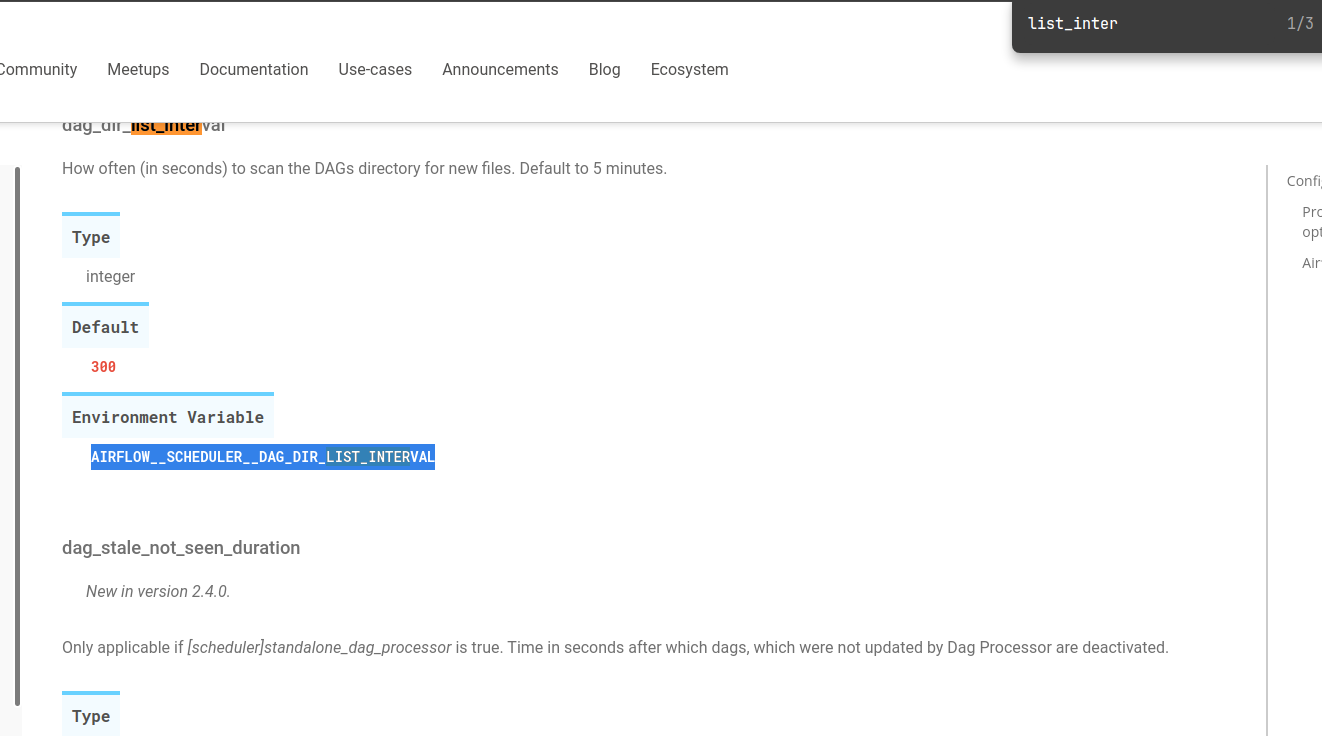 list_inter 1/3
Community Meetups Documentation Use-cases Announcements Blog Ecosystem
dag_dir_list_interval
How often (in seconds) to scan the DAGs directory for new files. Default to 5 minutes.
Type
integer
Default
300
Environment Variable
AIRFLOW__SCHEDULER__DAG_DIR_LIST_INTERVAL
dag_stale_not_seen_duration
New in version 2.4.0.
Only applicable if [scheduler]standalone_dag_processor is true. Time in seconds after which dags, which were not updated by Dag Processor are deactivated.
Type
Confi
Pro
opt
Air